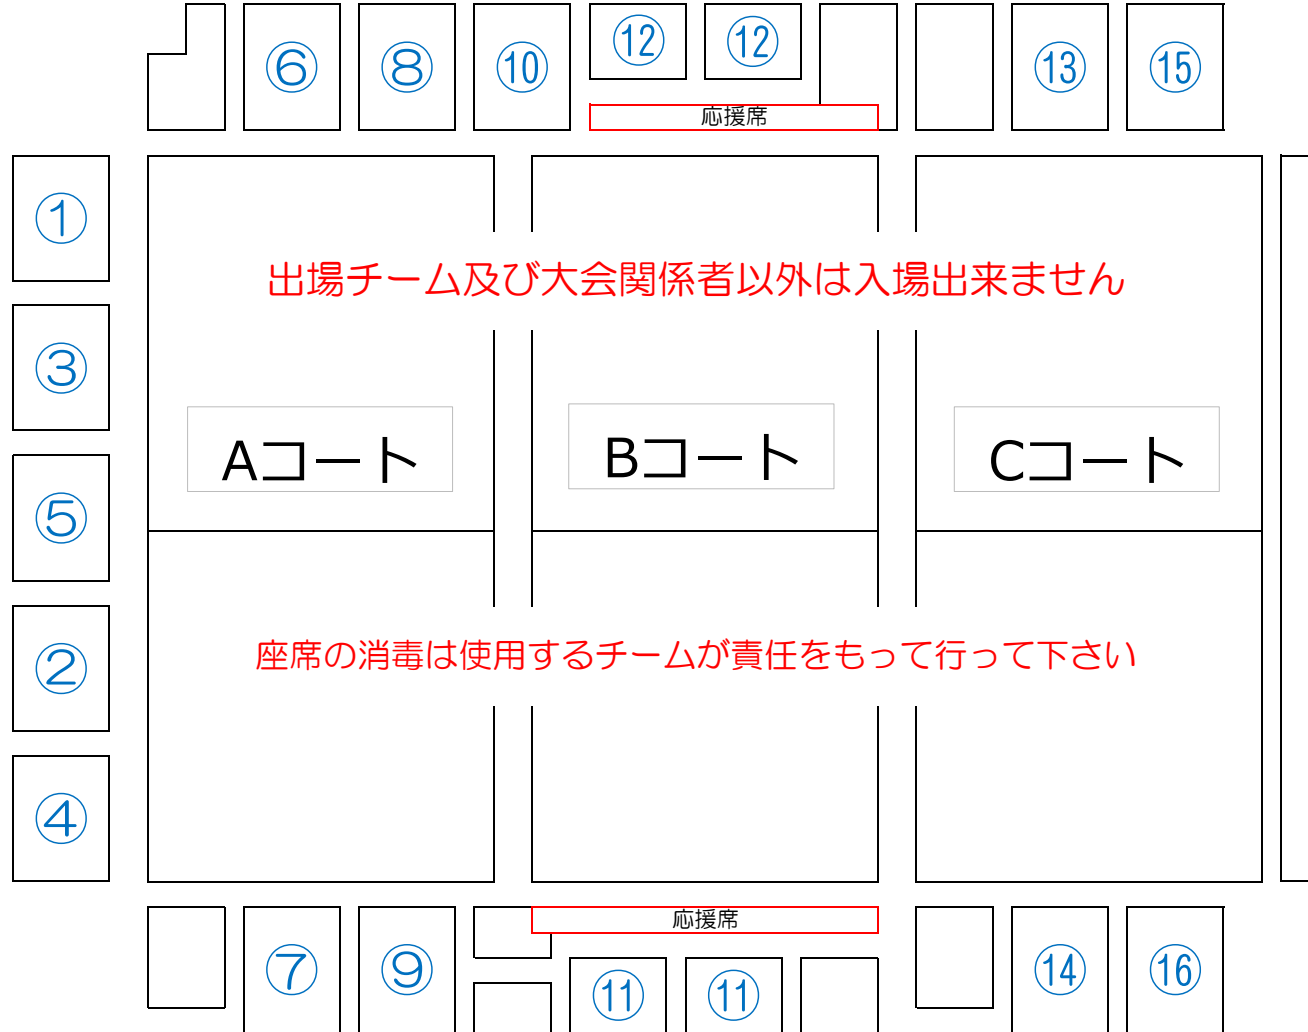 ⑥ ⑧ ⑩ ⑫ ⑫ ⑬ ⑮
応援席
①
出場チーム及び大会関係者以外は入場出来ません
③
Aコート Bコート Cコート
⑤
座席の消毒は使用するチームが責任をもって行って下さい
②
④
応援席
⑦ ⑨ ⑪ ⑪ ⑭ ⑯